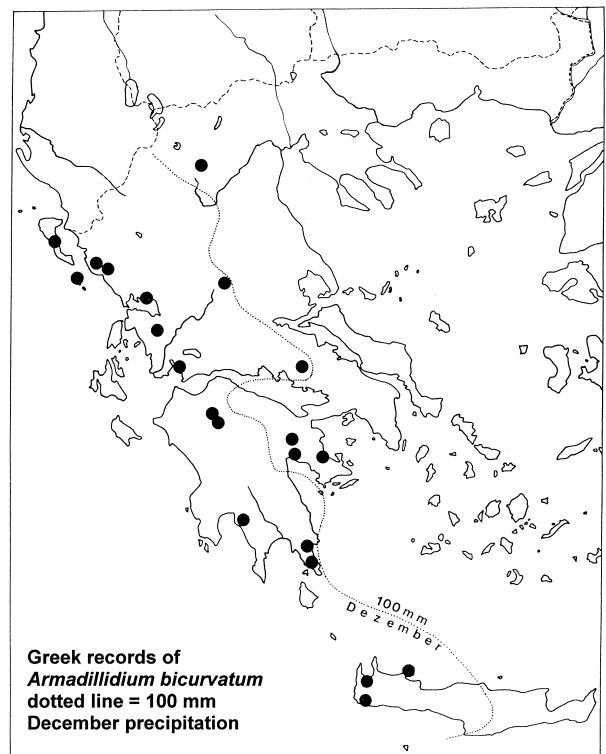 100 mm
Dezember
Greek records of
Armadillidium bicurvatum
dotted line = 100 mm
December precipitation